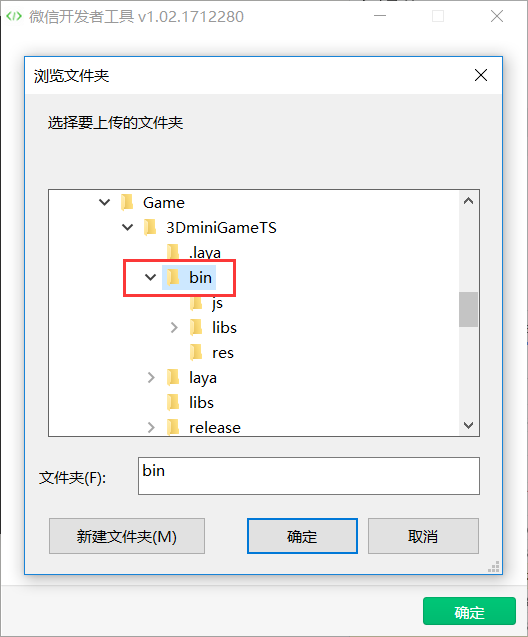 微信开发者工具 v1.02.1712280
浏览文件夹
选择要上传的文件夹
Game
3DminiGameTS
.laya
bin
js
libs
res
laya
libs
release
文件夹(F):
bin
新建文件夹(M)
确定
取消
确定